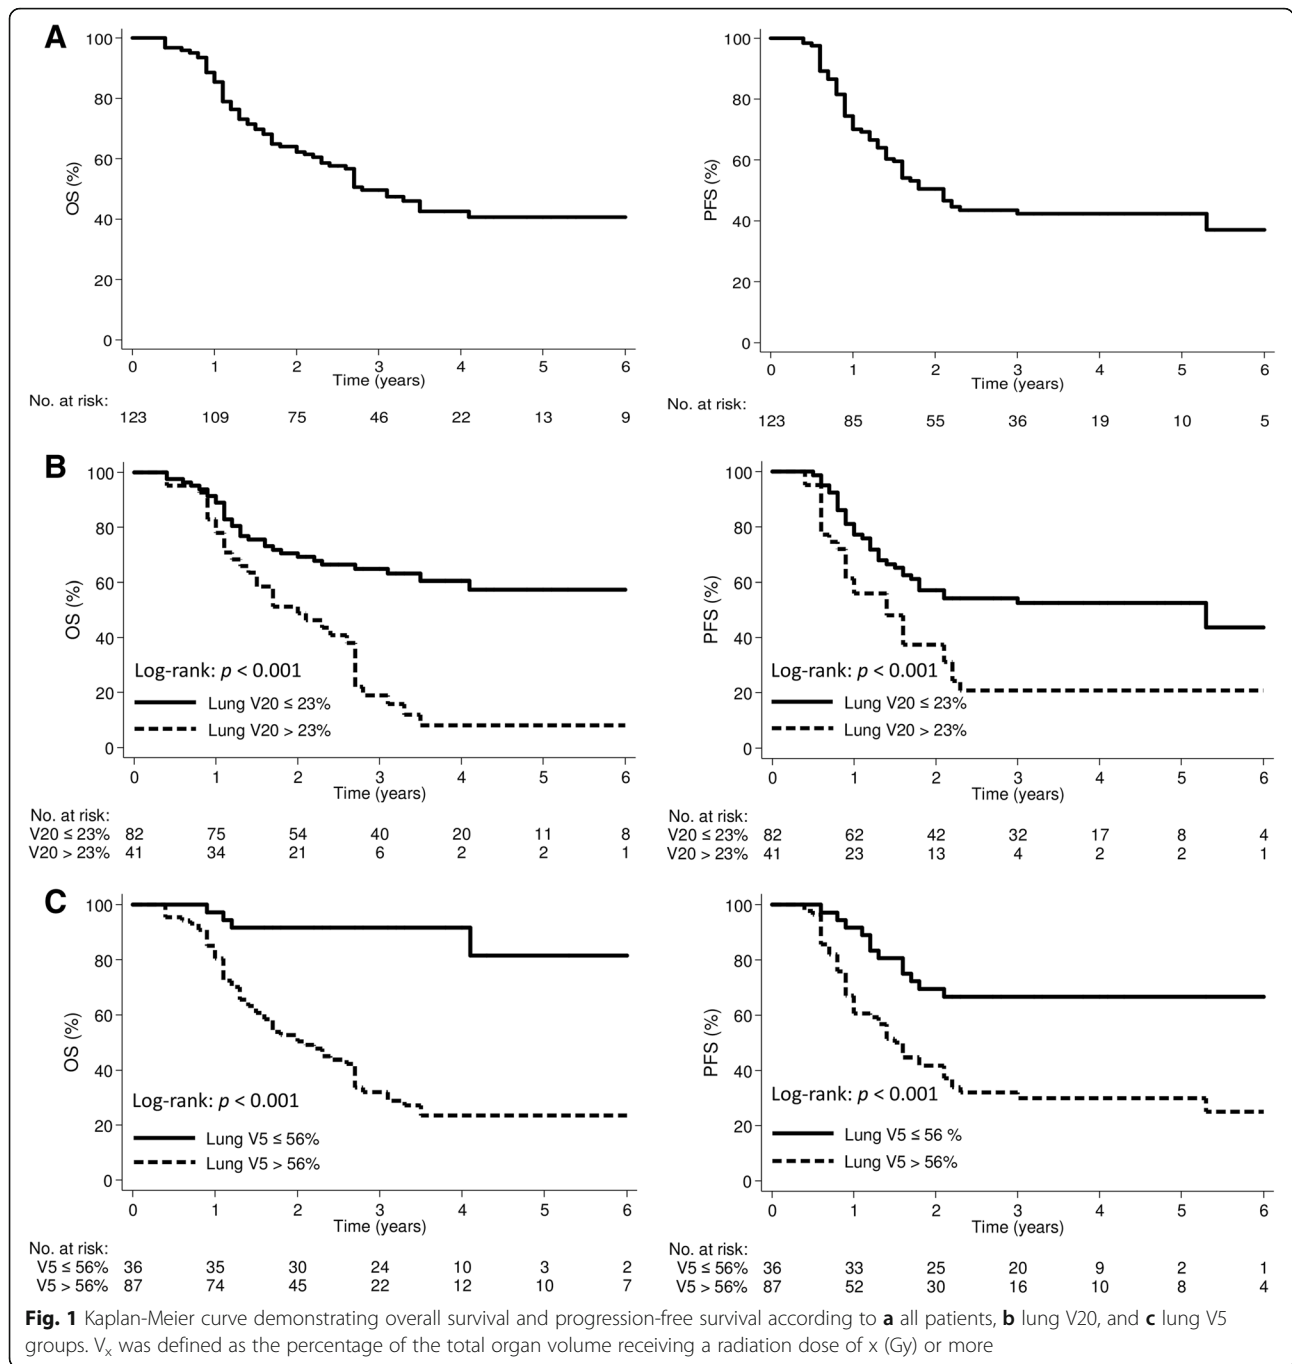 A
100
80
60
40
20
0
OS (%)
0 1 2 3 4 5 6
Time (years)
No. at risk:
123 109 75 46 22 13 9
100
80
60
40
20
0
PFS (%)
0 1 2 3 4 5 6
Time (years)
No. at risk:
123 85 55 36 19 10 5
B
100
80
60
40
20
0
OS (%)
Log-rank: p < 0.001
Lung V20 ≤ 23%
Lung V20 > 23%
0 1 2 3 4 5 6
Time (years)
No. at risk:
V20 ≤ 23% 82 75 54 40 20 11 8
V20 > 23% 41 34 21 6 2 2 1
100
80
60
40
20
0
PFS (%)
Log-rank: p < 0.001
Lung V20 ≤ 23%
Lung V20 > 23%
0 1 2 3 4 5 6
Time (years)
No. at risk:
V20 ≤ 23% 82 62 42 32 17 8 4
V20 > 23% 41 23 13 4 2 2 1
C
100
80
60
40
20
0
OS (%)
Log-rank: p < 0.001
Lung V5 ≤ 56%
Lung V5 > 56%
0 1 2 3 4 5 6
Time (years)
No. at risk:
V5 ≤ 56% 36 35 30 24 10 3 2
V5 > 56% 87 74 45 22 12 10 7
100
80
60
40
20
0
PFS (%)
Log-rank: p < 0.001
Lung V5 ≤ 56 %
Lung V5 > 56%
0 1 2 3 4 5 6
Time (years)
No. at risk:
V5 ≤ 56% 36 33 25 20 9 2 1
V5 > 56% 87 52 30 16 10 8 4
Fig. 1 Kaplan-Meier curve demonstrating overall survival and progression-free survival according to a all patients, b lung V20, and c lung V5
groups. Vx was defined as the percentage of the total organ volume receiving a radiation dose of x (Gy) or more